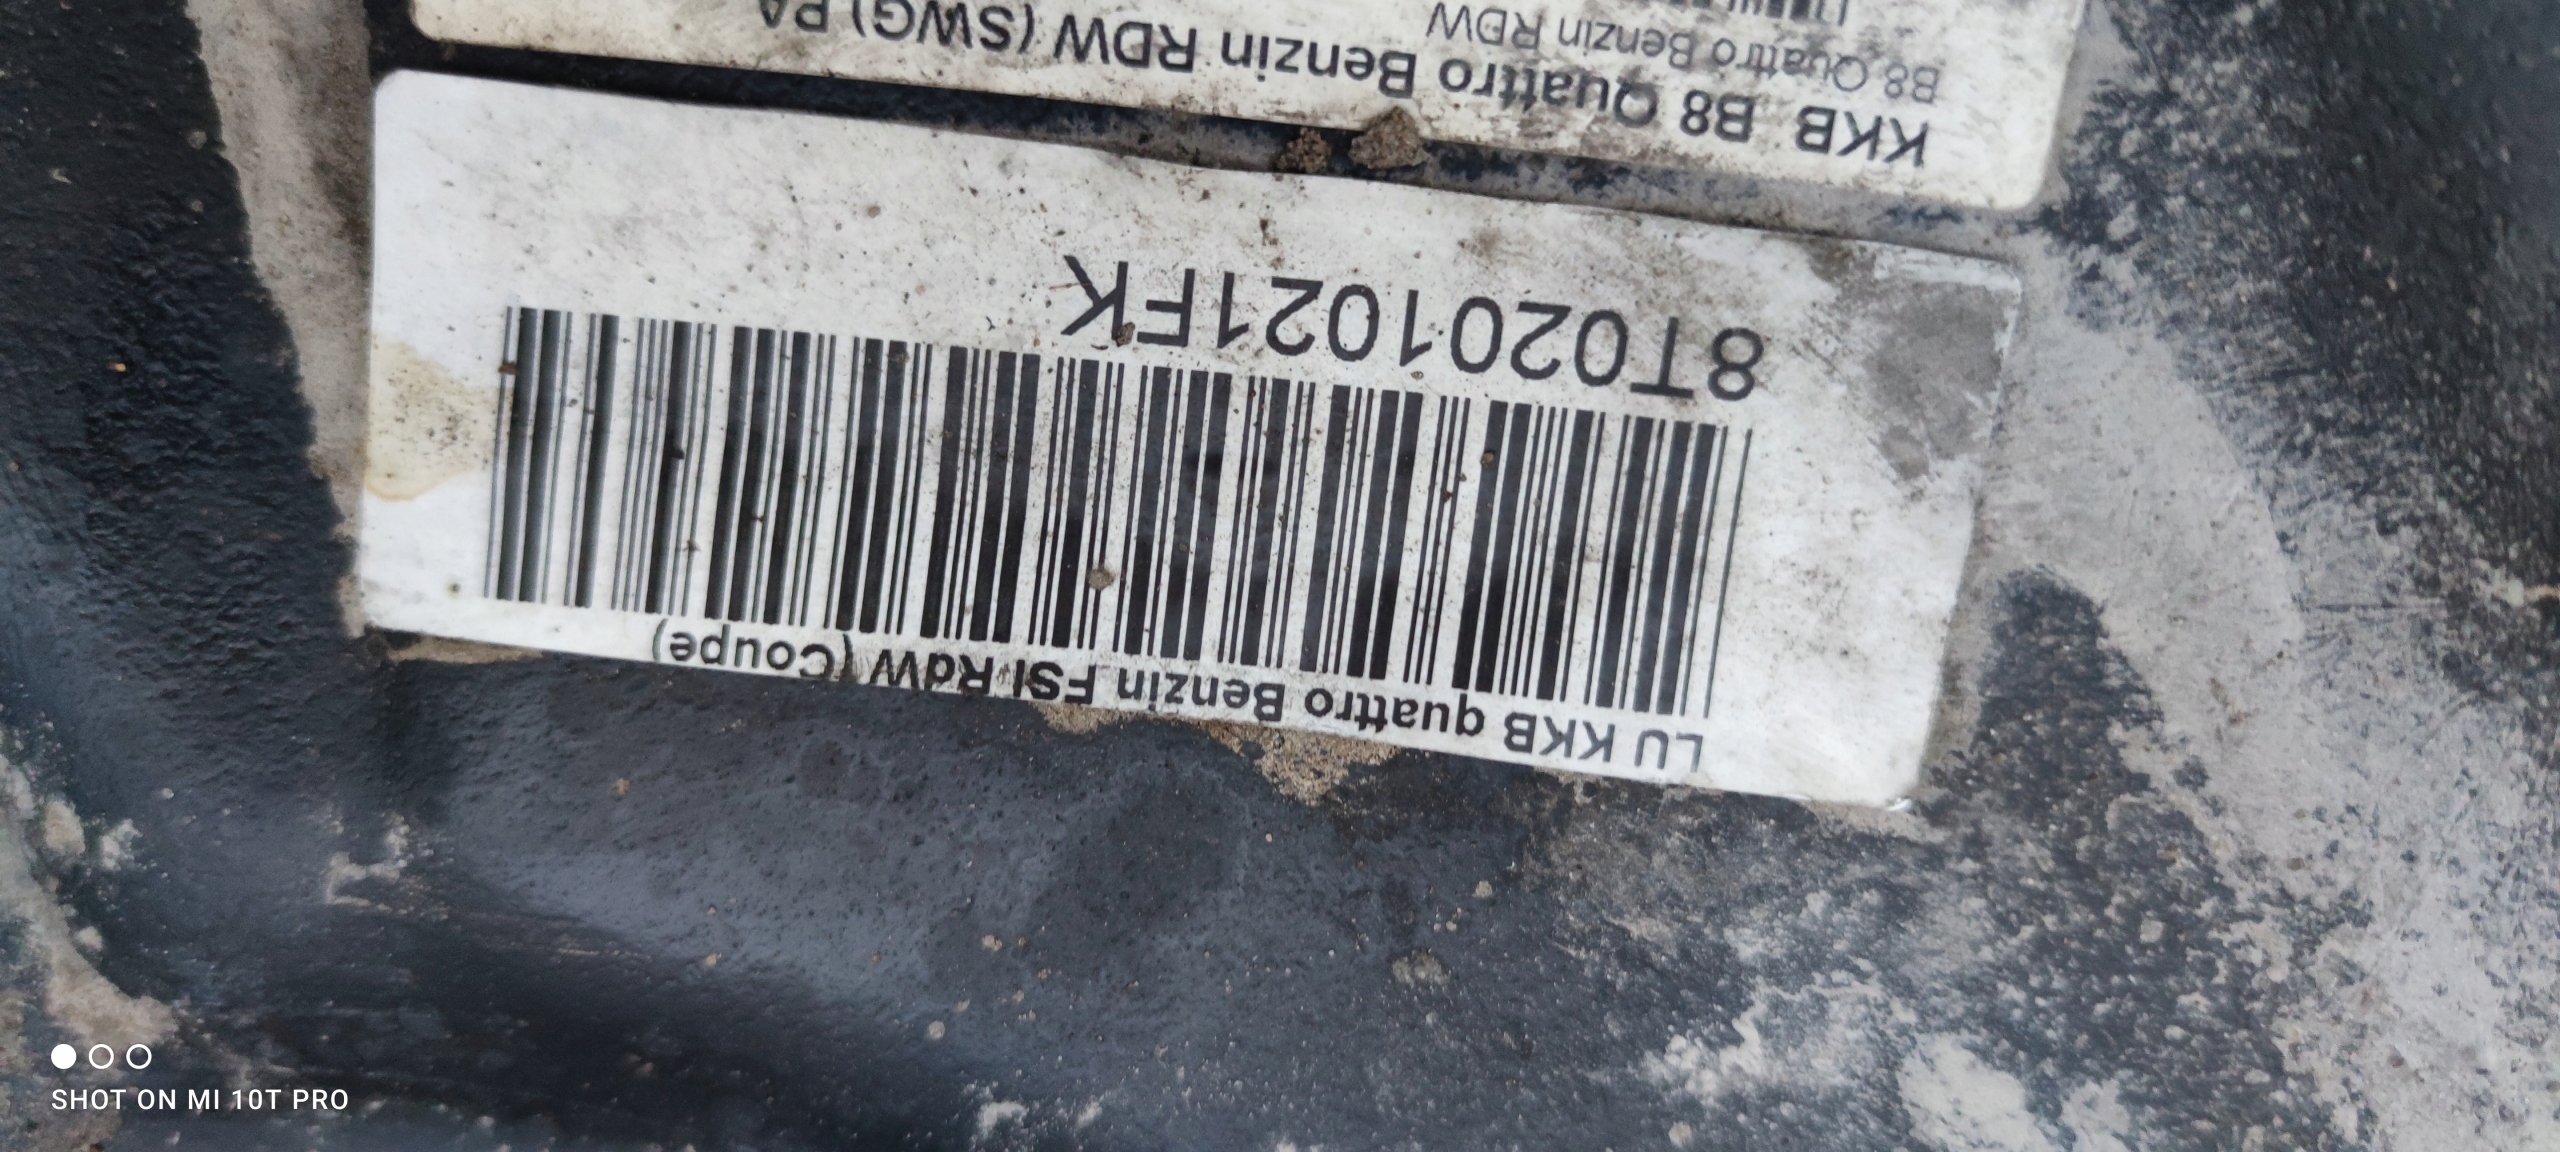 LU KKB quattro Benzin FSI RdW (Coupe)
8T0201021FK
KKB B8 Quattro Benzin RDW (SWG) PA
B8 Quattro Benzin RDW
SHOT ON MI 10T PRO